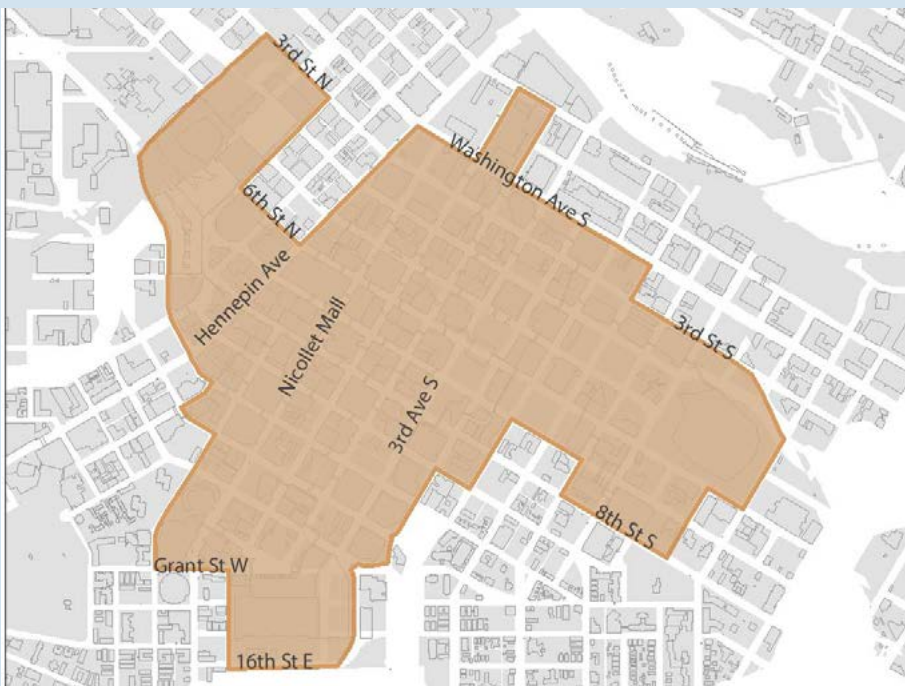 3rd St N
Washington Ave S
6th St N
Hennepin Ave
Nicollet Mall
3rd St S
3rd Ave S
8th St S
Grant St W
16th St E